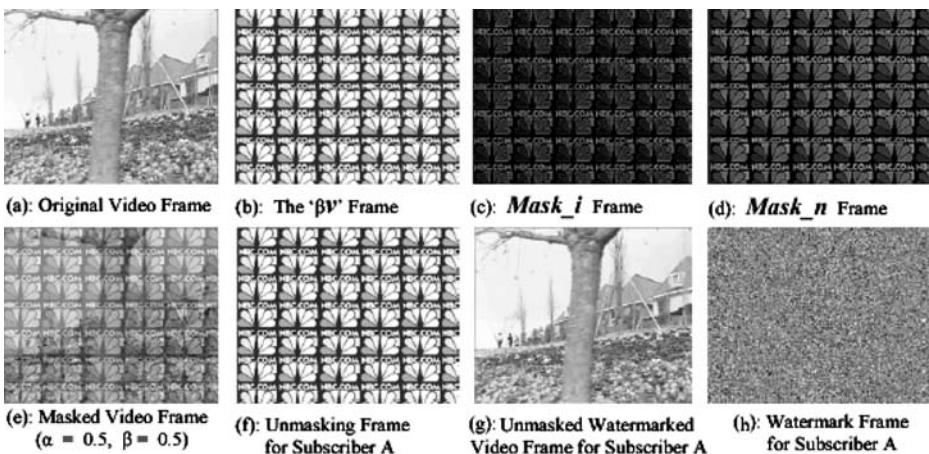 (a): Original Video Frame
(b): The 'βv' Frame
(c): Mask_i Frame
(d): Mask_n Frame
(e): Masked Video Frame
(α = 0.5, β = 0.5)
(f): Unmasking Frame
for Subscriber A
(g): Unmasked Watermarked
Video Frame for Subscriber A
(h): Watermark Frame
for Subscriber A